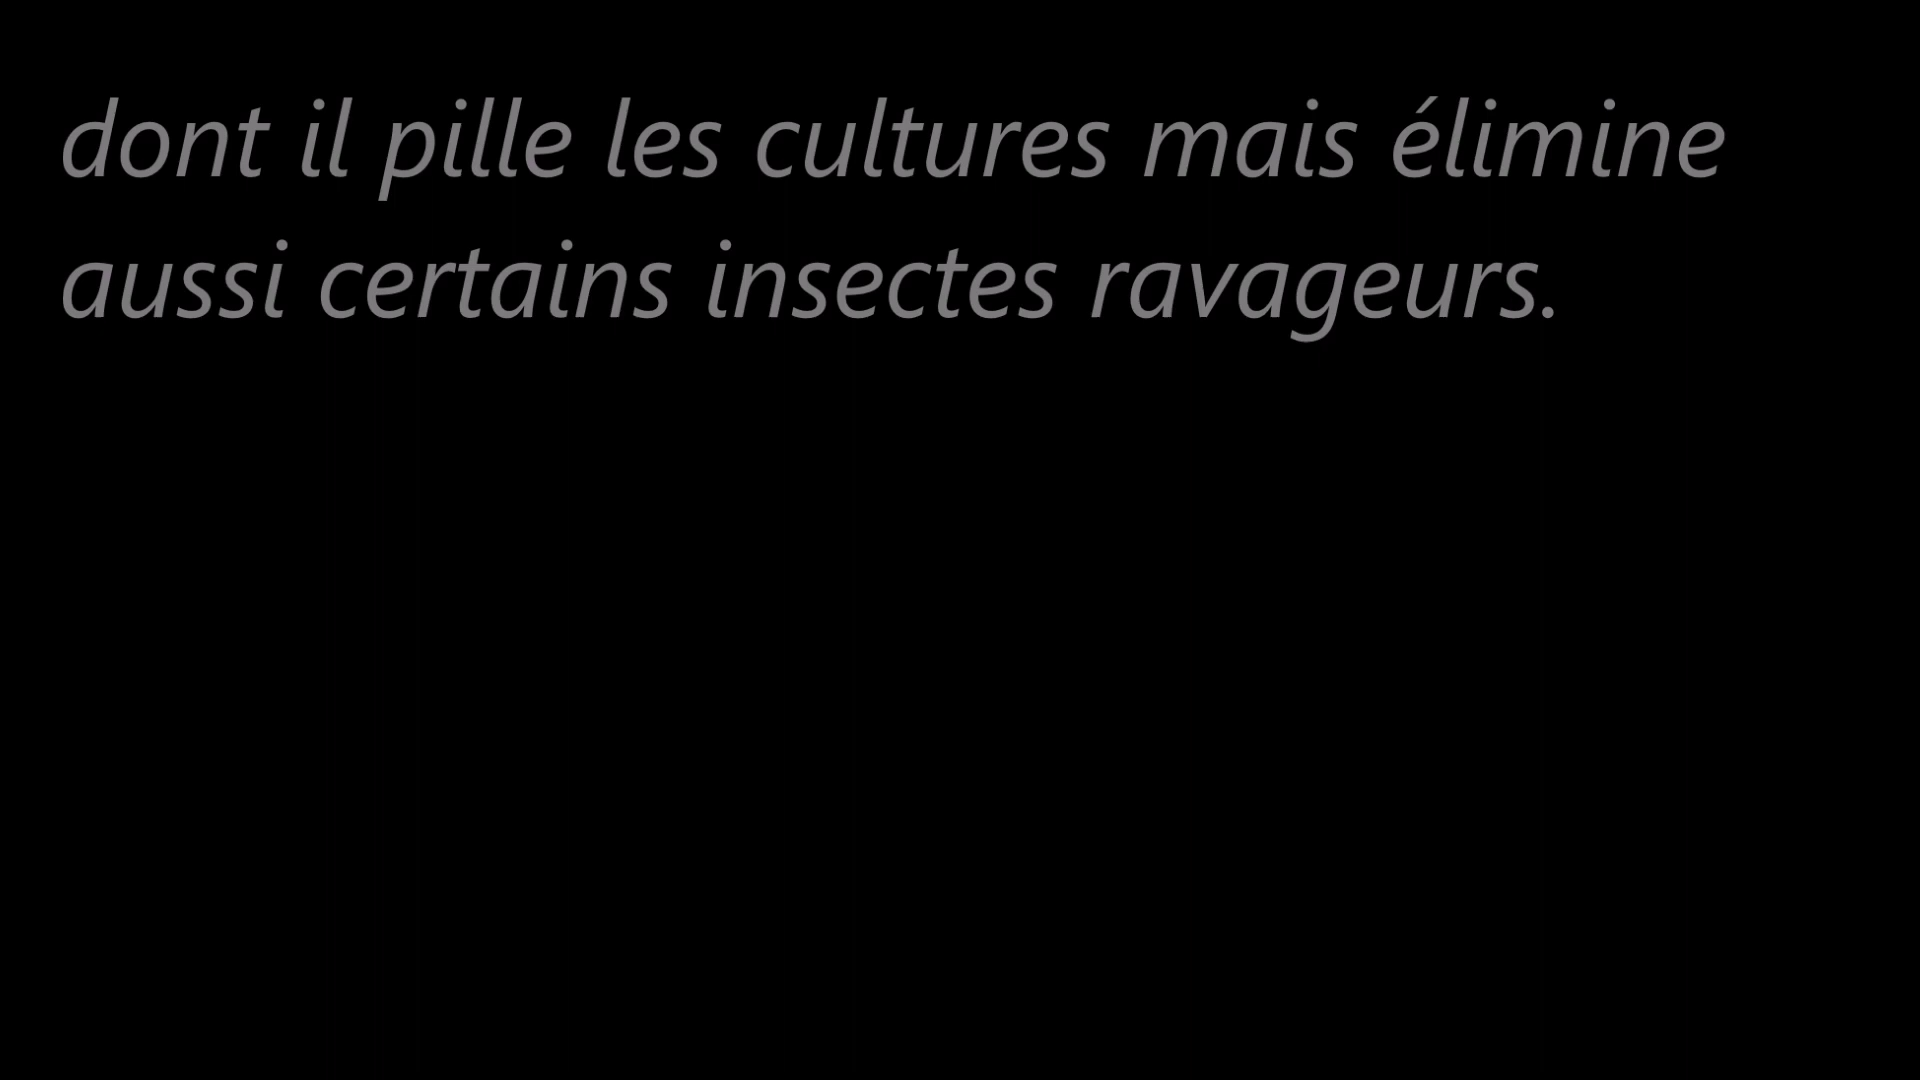 dont il pille les cultures mais élimine
aussi certains insectes ravageurs.